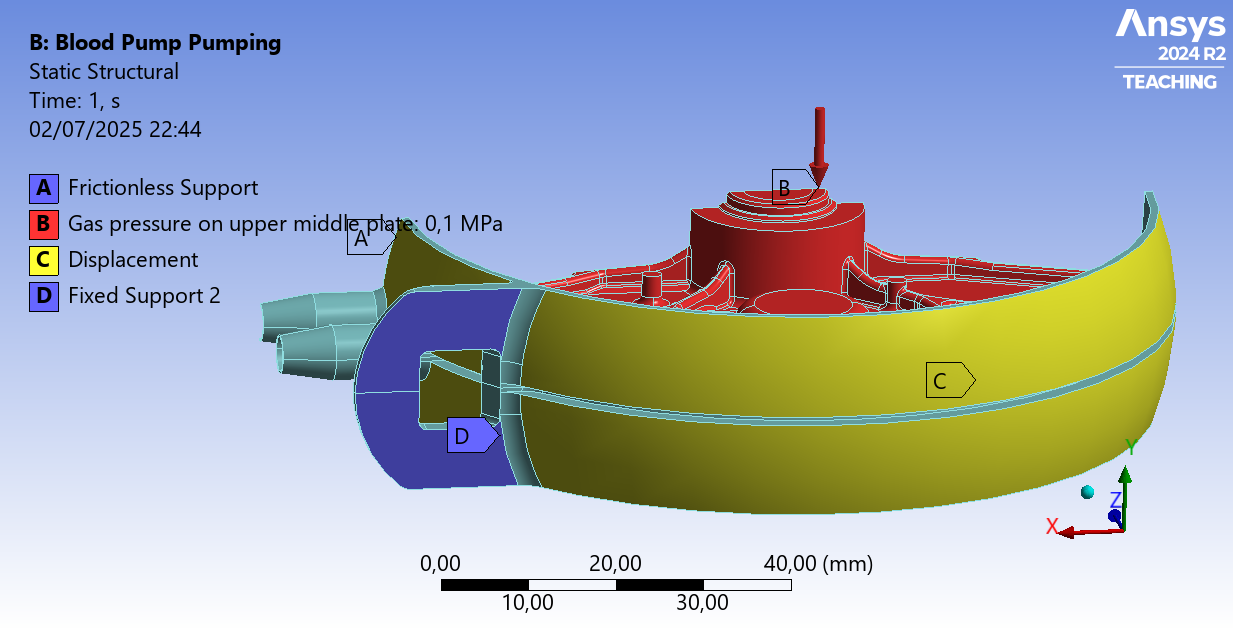 B: Blood Pump Pumping
Static Structural
Time: 1, s
02/07/2025 22:44
Ansys
2024 R2
TEACHING
A Frictionless Support
B Gas pressure on upper middle plate: 0,1 MPa
C Displacement
D Fixed Support 2
B
A
C
D
Y
Z
X
0,00 20,00 40,00 (mm)
10,00 30,00